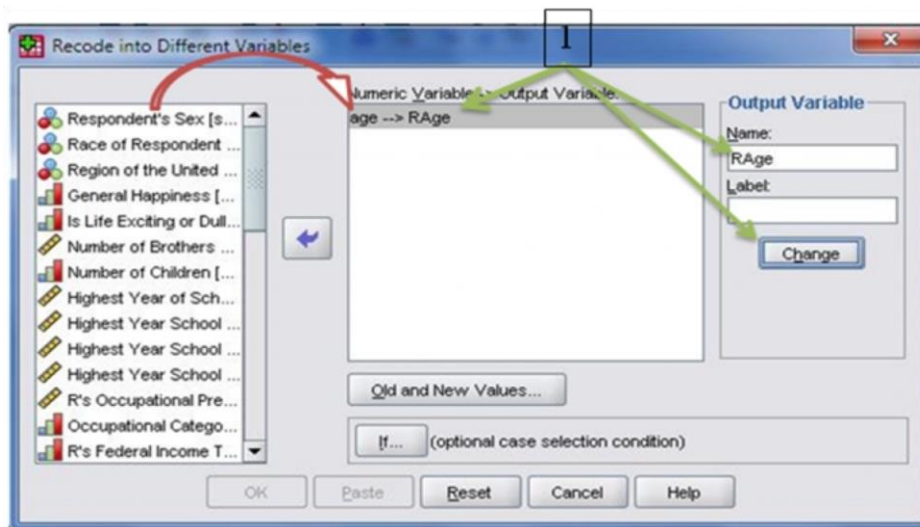 1
Recode into Different Variables
Numeric Variable -> Output Variable:
age --> RAge
Respondent's Sex [s...
Race of Respondent ...
Region of the United ...
General Happiness [...
Is Life Exciting or Dull...
Number of Brothers ...
Number of Children [...
Highest Year of Sch...
Highest Year School ...
Highest Year School ...
Highest Year School ...
R's Occupational Pre...
Occupational Catego...
R's Federal Income T...
Output Variable
Name:
RAge
Label:
Change
Old and New Values...
If... (optional case selection condition)
OK Paste Reset Cancel Help